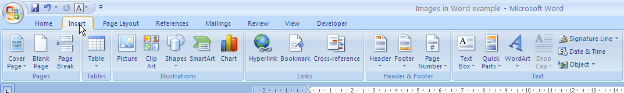 Images in Word example - Microsoft Word
Home Insert Page Layout References Mailings Review View Developer
Cover Page Blank Page Page Break Table Picture Clip Art Shapes SmartArt Chart Hyperlink Bookmark Cross-reference Header Footer Page Number Text Box Quick Parts WordArt Drop Cap Signature Line
Date & Time
Object
Pages Tables Illustrations Links Header & Footer Text